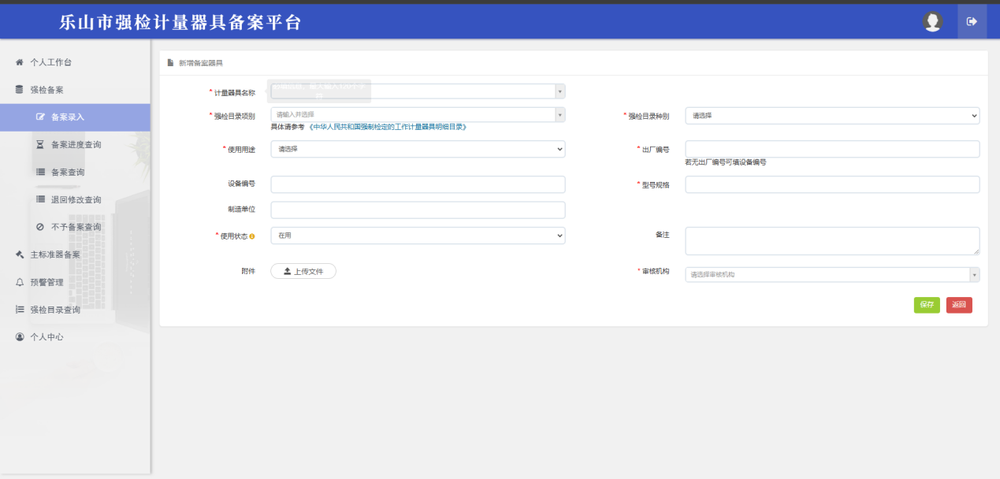 乐山市强检计量器具备案平台
个人工作台
强检备案
备案录入
备案进度查询
备案查询
退回修改查询
不予备案查询
主标准器备案
预警管理
强检目录查询
个人中心
新增备案器具
* 计量器具名称
* 强检目录项别 请输入并选择
具体请参考 《中华人民共和国强制检定的工作计量器具明细目录》
* 强检目录种别 请选择
* 使用用途 请选择
* 出厂编号
若无出厂编号可填设备编号
设备编号
* 型号规格
制造单位
* 使用状态 在用
备注
附件 上传文件
* 审核机构 请选择审核机构
保存 返回